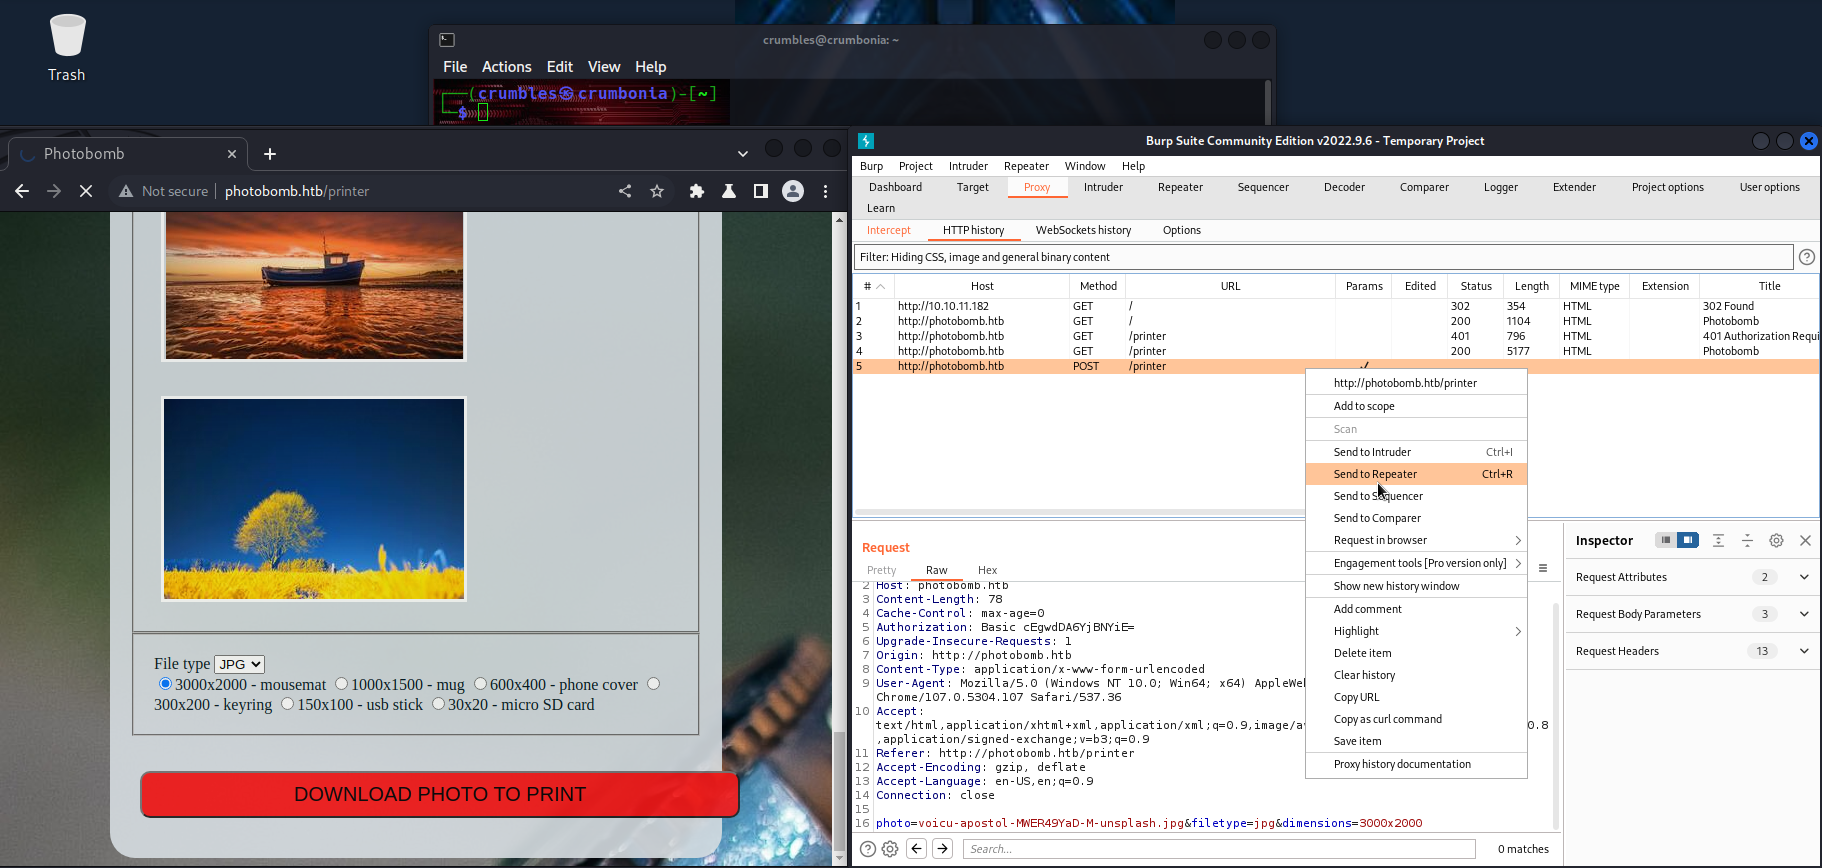 Trash
crumbles@crumbonia: ~
File Actions Edit View Help
(crumbles㉿crumbonia)-[~]
$
Photobomb
Not secure photobomb.htb/printer
File type JPG
3000x2000 - mousemat 1000x1500 - mug 600x400 - phone cover
300x200 - keyring 150x100 - usb stick 30x20 - micro SD card
DOWNLOAD PHOTO TO PRINT
Burp Suite Community Edition v2022.9.6 - Temporary Project
Burp Project Intruder Repeater Window Help
Dashboard Target Proxy Intruder Repeater Sequencer Decoder Comparer Logger Extender Project options User options
Learn
Intercept HTTP history WebSockets history Options
Filter: Hiding CSS, image and general binary content
# Host Method URL Params Edited Status Length MIME type Extension Title
1 http://10.10.11.182 GET / 302 354 HTML 302 Found
2 http://photobomb.htb GET / 200 1104 HTML Photobomb
3 http://photobomb.htb GET /printer 401 796 HTML 401 Authorization Requi
4 http://photobomb.htb GET /printer 200 5177 HTML Photobomb
5 http://photobomb.htb POST /printer ✓
http://photobomb.htb/printer
Add to scope
Scan
Send to Intruder Ctrl+I
Send to Repeater Ctrl+R
Send to Sequencer
Send to Comparer
Request in browser
Engagement tools [Pro version only]
Show new history window
Add comment
Highlight
Delete item
Clear history
Copy URL
Copy as curl command
Save item
Proxy history documentation
Request
Pretty Raw Hex
2 Host: photobomb.htb
3 Content-Length: 78
4 Cache-Control: max-age=0
5 Authorization: Basic cEgwdDA6YjBNYiE=
6 Upgrade-Insecure-Requests: 1
7 Origin: http://photobomb.htb
8 Content-Type: application/x-www-form-urlencoded
9 User-Agent: Mozilla/5.0 (Windows NT 10.0; Win64; x64) AppleWeb
Chrome/107.0.5304.107 Safari/537.36
10 Accept:
text/html,application/xhtml+xml,application/xml;q=0.9,image/a 0.8
,application/signed-exchange;v=b3;q=0.9
11 Referer: http://photobomb.htb/printer
12 Accept-Encoding: gzip, deflate
13 Accept-Language: en-US,en;q=0.9
14 Connection: close
15
16 photo=voicu-apostol-MWER49YaD-M-unsplash.jpg&filetype=jpg&dimensions=3000x2000
Search... 0 matches
Inspector
Request Attributes 2
Request Body Parameters 3
Request Headers 13